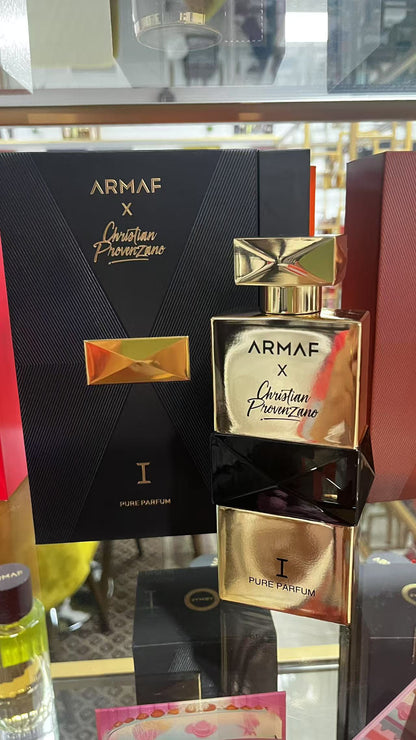 ARMAF
X
Christian
Provenzano
I
PURE PARFUM
ARMAF
X
Christian
Provenzano
I
PURE PARFUM
I